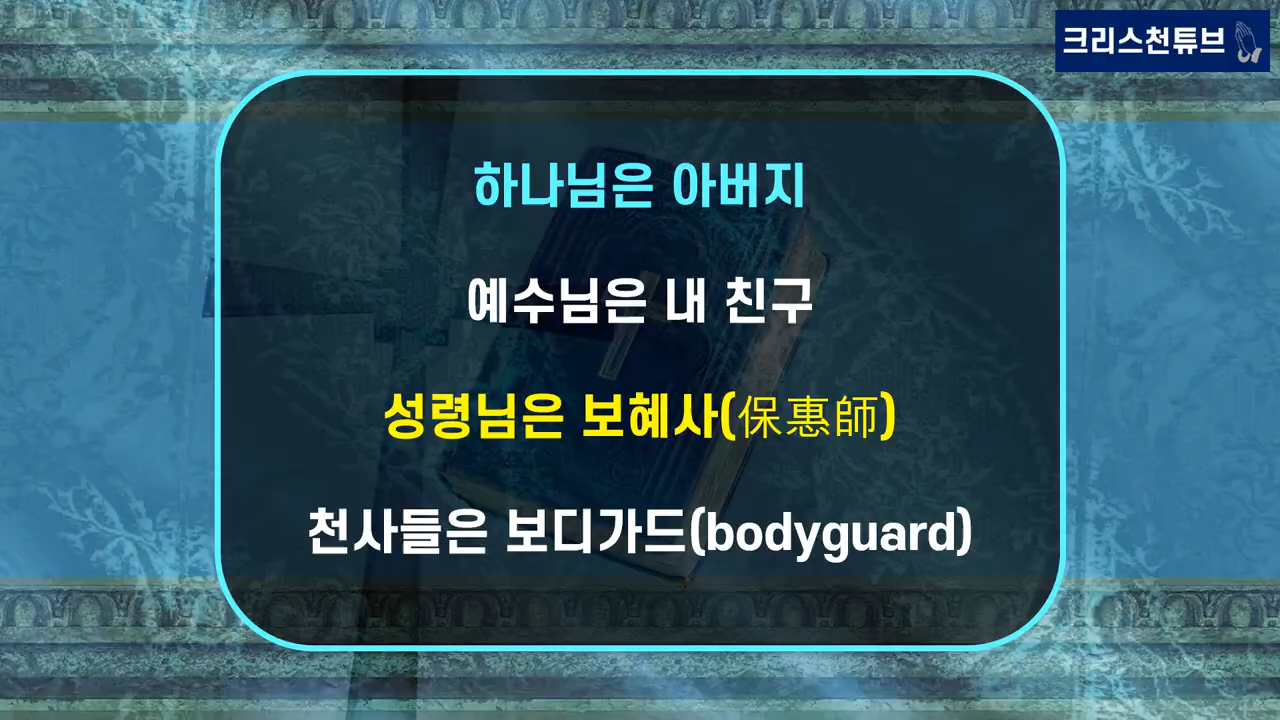 크리스천튜브
하나님은 아버지
예수님은 내 친구
성령님은 보혜사(保惠師)
천사들은 보디가드(bodyguard)